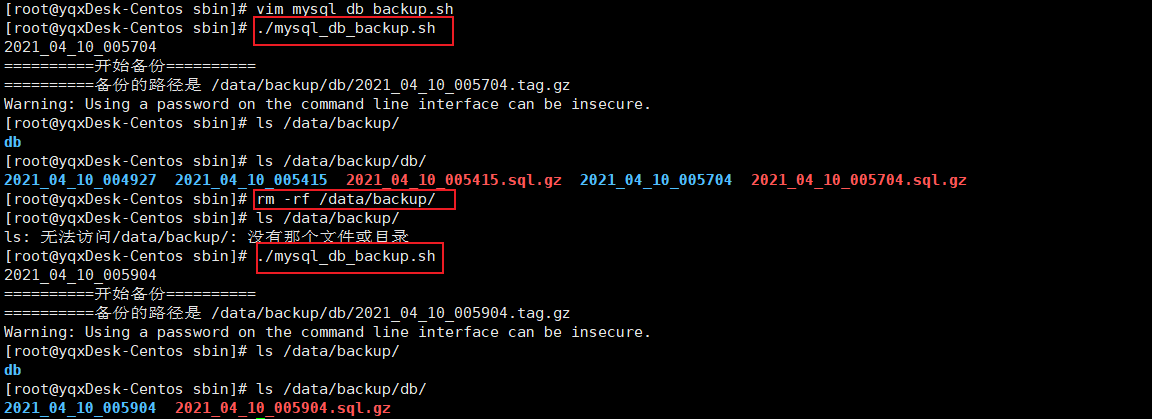 [root@yqxDesk-Centos sbin]# vim mysql_db_backup.sh
[root@yqxDesk-Centos sbin]# ./mysql_db_backup.sh
2021_04_10_005704
==========开始备份==========
==========备份的路径是 /data/backup/db/2021_04_10_005704.tag.gz
Warning: Using a password on the command line interface can be insecure.
[root@yqxDesk-Centos sbin]# ls /data/backup/
db
[root@yqxDesk-Centos sbin]# ls /data/backup/db/
2021_04_10_004927  2021_04_10_005415  2021_04_10_005415.sql.gz  2021_04_10_005704  2021_04_10_005704.sql.gz
[root@yqxDesk-Centos sbin]# rm -rf /data/backup/
[root@yqxDesk-Centos sbin]# ls /data/backup/
ls: 无法访问/data/backup/: 没有那个文件或目录
[root@yqxDesk-Centos sbin]# ./mysql_db_backup.sh
2021_04_10_005904
==========开始备份==========
==========备份的路径是 /data/backup/db/2021_04_10_005904.tag.gz
Warning: Using a password on the command line interface can be insecure.
[root@yqxDesk-Centos sbin]# ls /data/backup/
db
[root@yqxDesk-Centos sbin]# ls /data/backup/db/
2021_04_10_005904  2021_04_10_005904.sql.gz